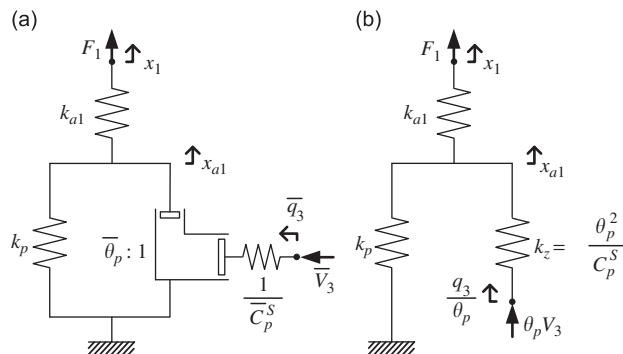 (a)
F₁
x₁
kₐ₁
xₐ₁
kₚ
θ̅ₚ : 1
q̅₃
V̅₃
1
C̅ₚˢ
(b)
F₁
x₁
kₐ₁
xₐ₁
kₚ
k_z = θₚ²
Cₚˢ
q₃
θₚ
θₚV₃